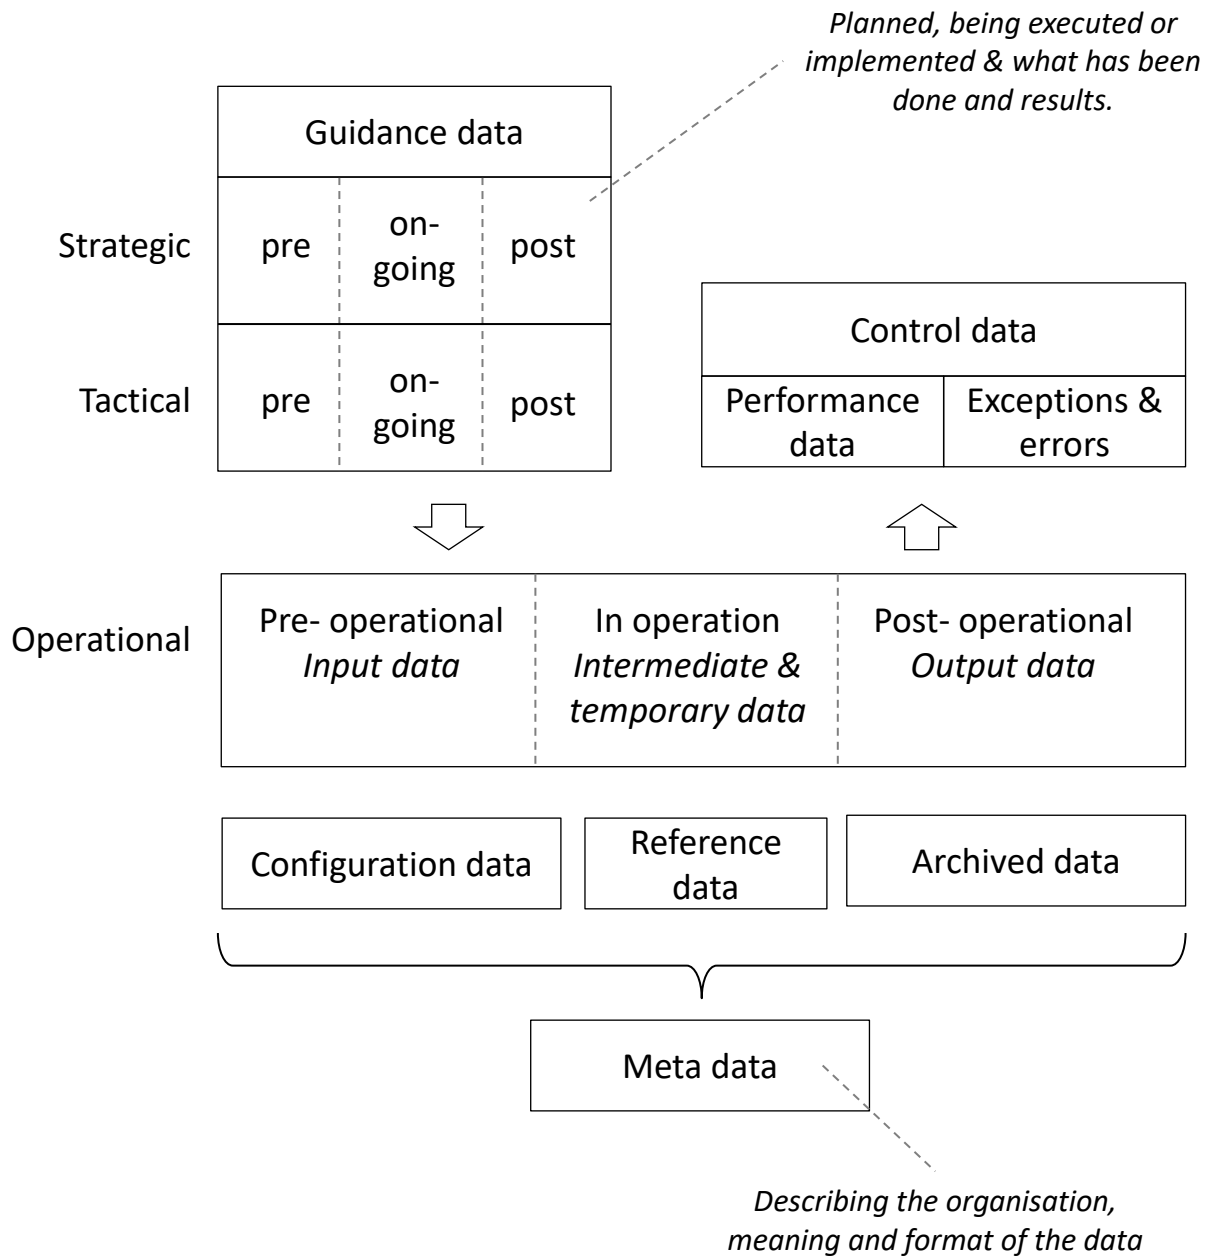 Planned, being executed or
implemented & what has been
done and results.
Guidance data
Strategic
pre
on-
going
post
Tactical
pre
on-
going
post
Control data
Performance
data
Exceptions &
errors
Operational
Pre- operational
Input data
In operation
Intermediate &
temporary data
Post- operational
Output data
Configuration data
Reference
data
Archived data
Meta data
Describing the organisation,
meaning and format of the data